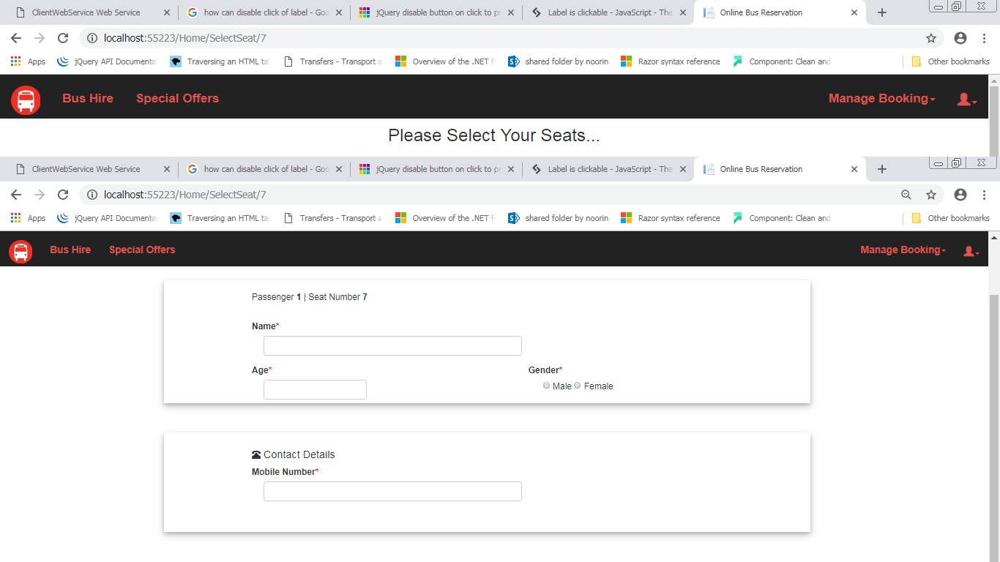 ClientWebService Web Service
how can disable click of label - Goo
jQuery disable button on click to pr
Label is clickable - JavaScript - The
Online Bus Reservation
localhost:55223/Home/SelectSeat/7
Apps
jQuery API Documenta
Traversing an HTML ta
Transfers - Transport a
Overview of the .NET F
shared folder by noorin
Razor syntax reference
Component: Clean and
Other bookmarks
Bus Hire
Special Offers
Manage Booking
Please Select Your Seats...
ClientWebService Web Service
how can disable click of label - Goo
jQuery disable button on click to pr
Label is clickable - JavaScript - The
Online Bus Reservation
localhost:55223/Home/SelectSeat/7
Apps
jQuery API Documenta
Traversing an HTML ta
Transfers - Transport a
Overview of the .NET F
shared folder by noorin
Razor syntax reference
Component: Clean and
Other bookmarks
Bus Hire
Special Offers
Manage Booking
Passenger 1 | Seat Number 7
Name*
Age*
Gender*
Male Female
Contact Details
Mobile Number*